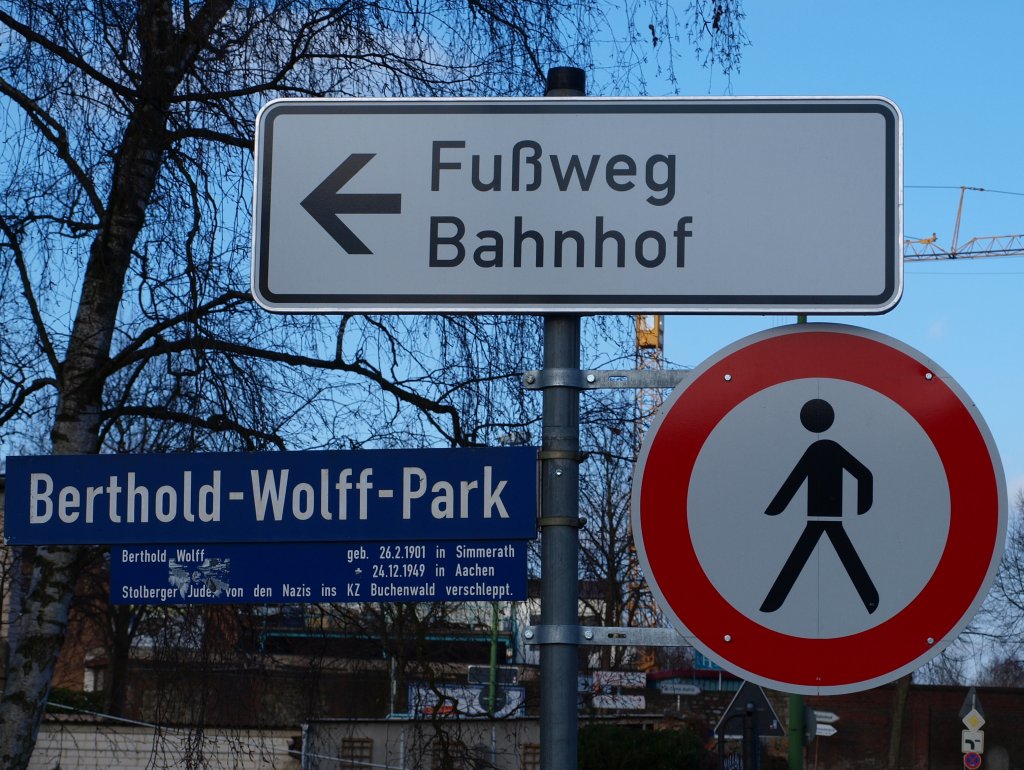 Fußweg
Bahnhof
Berthold-Wolff-Park
Berthold Wolff geb. 26.2.1901 in Simmerath
24.12.1949 in Aachen
Stolberger Jude, von den Nazis ins KZ Buchenwald verschleppt.